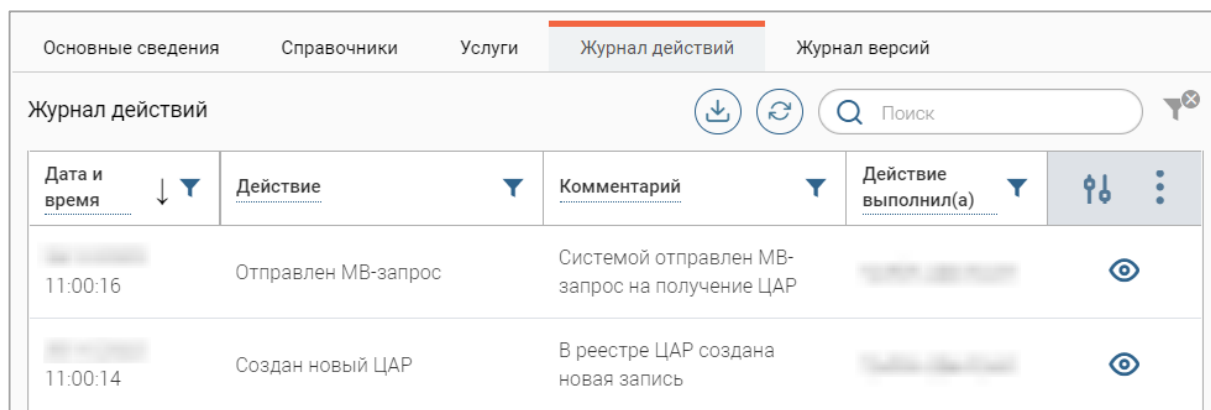 Основные сведения Справочники Услуги Журнал действий Журнал версий
Журнал действий Поиск
Дата и время Действие Комментарий Действие выполнил(а)
11:00:16 Отправлен МВ-запрос Системой отправлен МВ-
запрос на получение ЦАР
11:00:14 Создан новый ЦАР В реестре ЦАР создана
новая запись